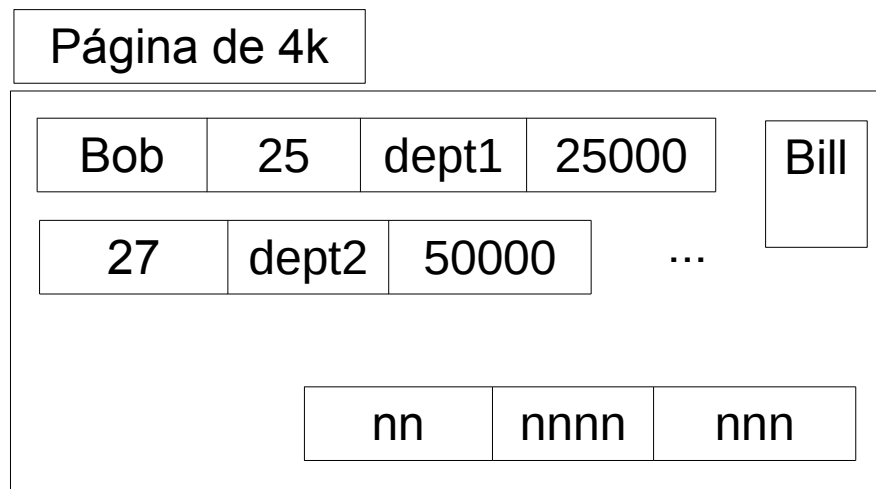 Página de 4k
Bob 25 dept1 25000 Bill
27 dept2 50000 ...
nn nnnn nnn